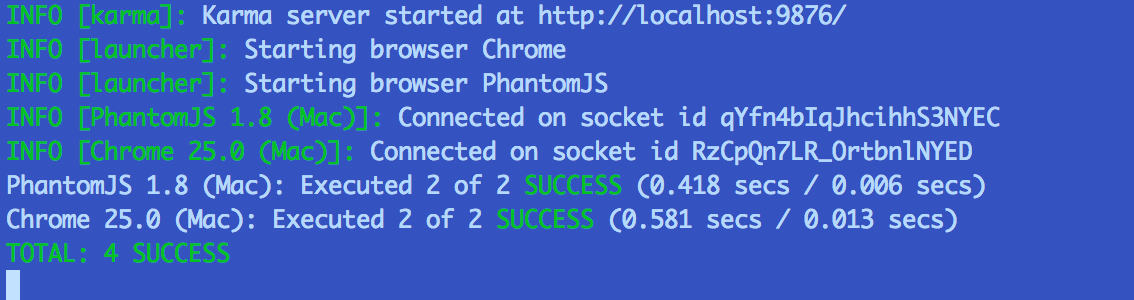 INFO [karma]: Karma server started at http://localhost:9876/
INFO [launcher]: Starting browser Chrome
INFO [launcher]: Starting browser PhantomJS
INFO [PhantomJS 1.8 (Mac)]: Connected on socket id qYfn4bIqJhcihhS3NYEC
INFO [Chrome 25.0 (Mac)]: Connected on socket id RzCpQn7LR_OrtbnlNYED
PhantomJS 1.8 (Mac): Executed 2 of 2 SUCCESS (0.418 secs / 0.006 secs)
Chrome 25.0 (Mac): Executed 2 of 2 SUCCESS (0.581 secs / 0.013 secs)
TOTAL: 4 SUCCESS